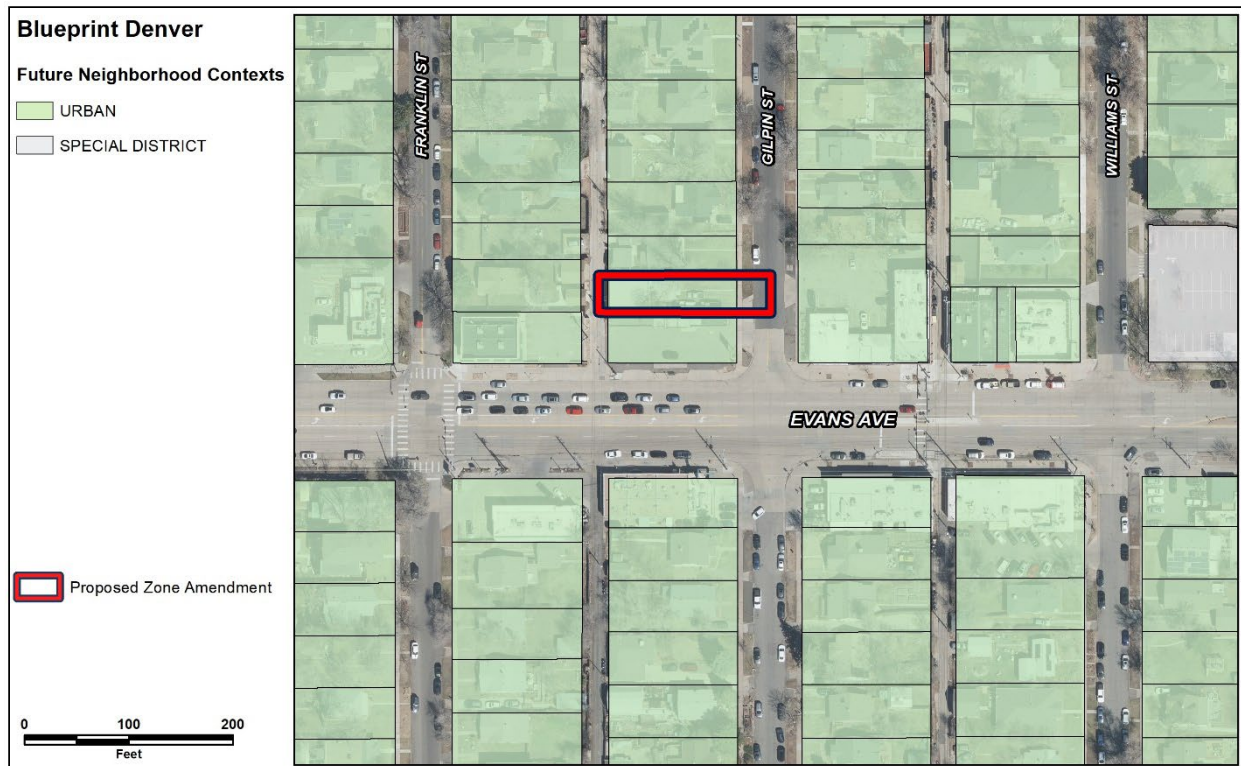 Blueprint Denver
Future Neighborhood Contexts
URBAN
SPECIAL DISTRICT
FRANKLIN ST
GILPIN ST
WILLIAMS ST
EVANS AVE
Proposed Zone Amendment
0 100 200
Feet